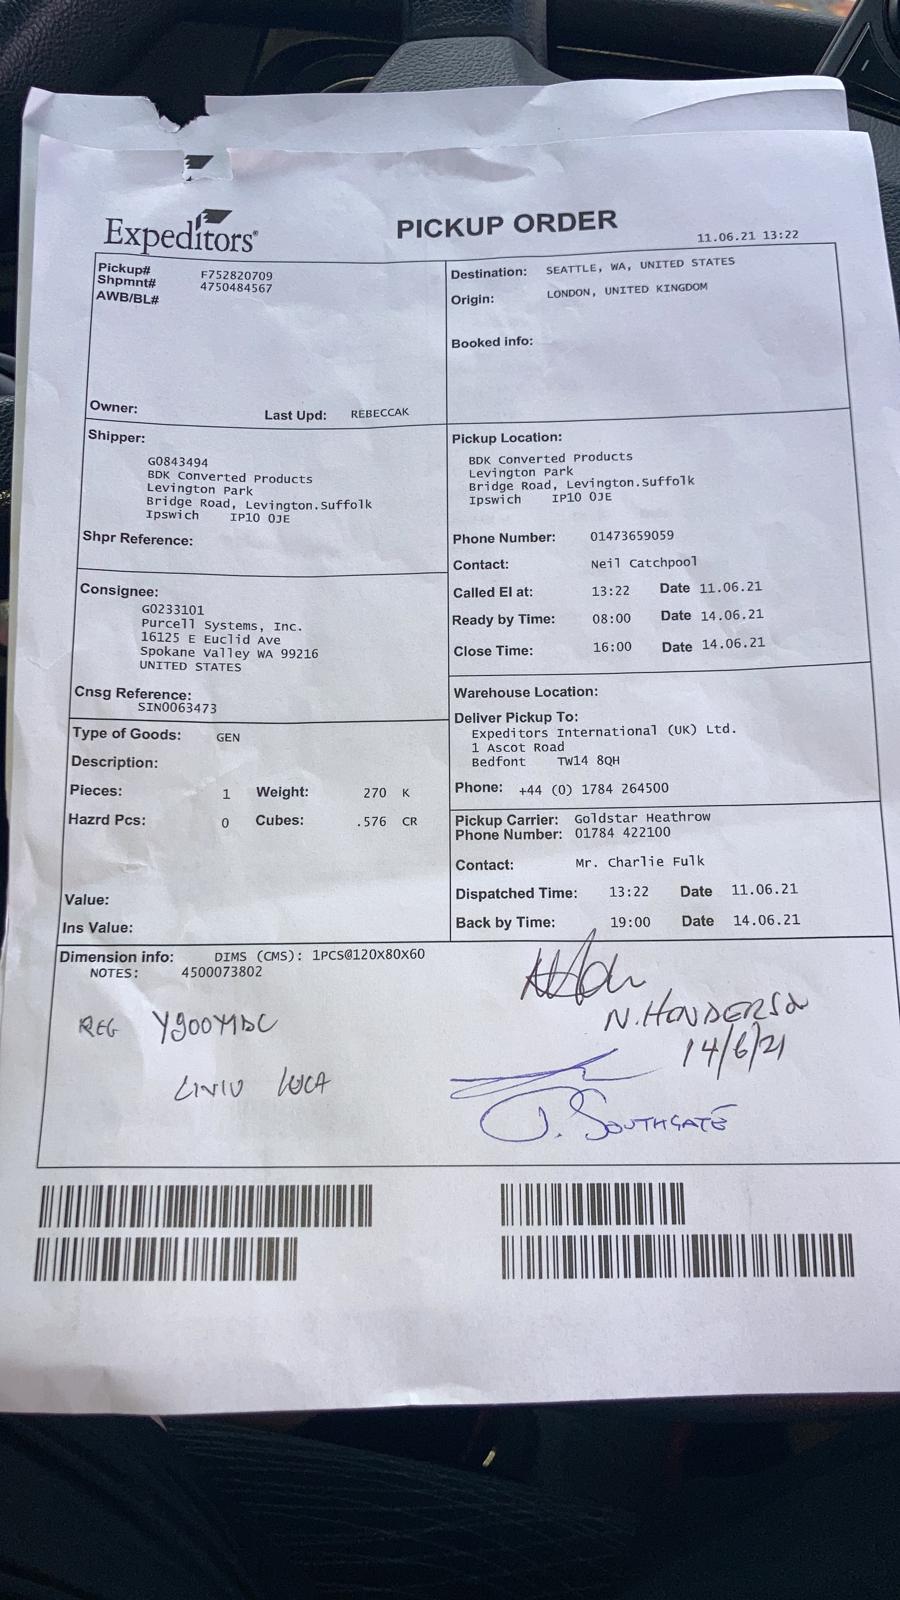 Expeditors®
PICKUP ORDER
11.06.21 13:22
Pickup# F752820709
Shpmnt# 4750484567
AWB/BL#
Owner: Last Upd: REBECCAK
Destination: SEATTLE, WA, UNITED STATES
Origin: LONDON, UNITED KINGDOM
Booked info:
Shipper:
G0843494
BDK Converted Products
Levington Park
Bridge Road, Levington.Suffolk
Ipswich IP10 0JE
Shpr Reference:
Pickup Location:
BDK Converted Products
Levington Park
Bridge Road, Levington.Suffolk
Ipswich IP10 0JE
Phone Number: 01473659059
Contact: Neil Catchpool
Called EI at: 13:22 Date 11.06.21
Ready by Time: 08:00 Date 14.06.21
Close Time: 16:00 Date 14.06.21
Consignee:
G0233101
Purcell Systems, Inc.
16125 E Euclid Ave
Spokane Valley WA 99216
UNITED STATES
Cnsg Reference:
SIN0063473
Warehouse Location:
Deliver Pickup To:
Expeditors International (UK) Ltd.
1 Ascot Road
Bedfont TW14 8QH
Phone: +44 (0) 1784 264500
Type of Goods: GEN
Description:
Pieces: 1 Weight: 270 K
Hazrd Pcs: 0 Cubes: .576 CR
Value:
Ins Value:
Pickup Carrier: Goldstar Heathrow
Phone Number: 01784 422100
Contact: Mr. Charlie Fulk
Dispatched Time: 13:22 Date 11.06.21
Back by Time: 19:00 Date 14.06.21
Dimension info: DIMS (CMS): 1PCS@120X80X60
NOTES: 4500073802
REG Y900YMDC
LIVIU LUCA
N. HENDERSON
14/6/21
J. SOUTHGATE